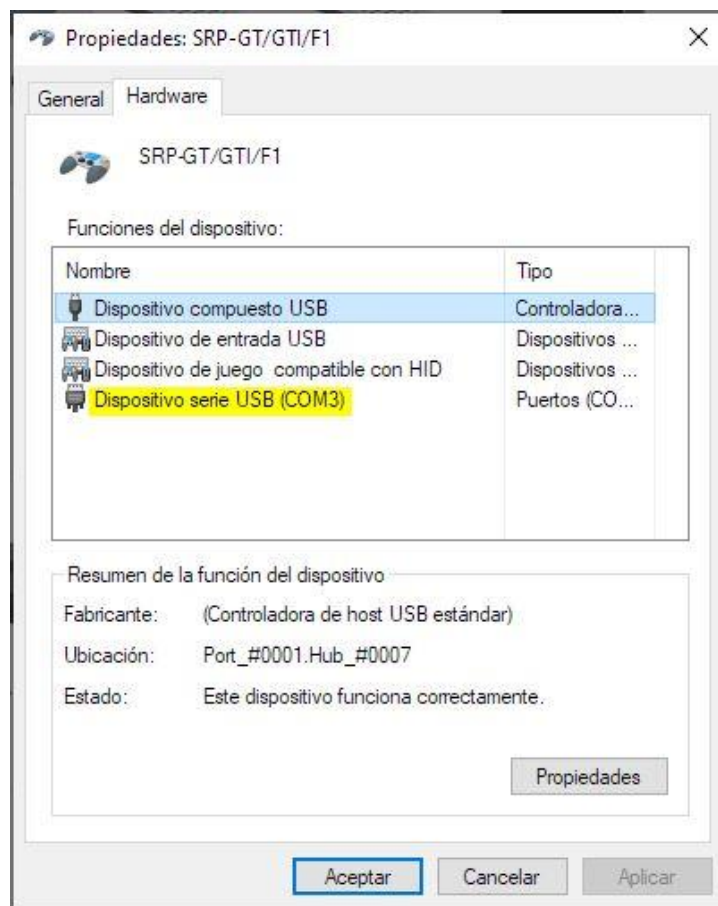 Propiedades: SRP-GT/GTI/F1
General Hardware
SRP-GT/GTI/F1
Funciones del dispositivo:
Nombre Tipo
Dispositivo compuesto USB Controladora...
Dispositivo de entrada USB Dispositivos ...
Dispositivo de juego compatible con HID Dispositivos ...
Dispositivo serie USB (COM3) Puertos (CO...
Resumen de la función del dispositivo
Fabricante: (Controladora de host USB estándar)
Ubicación: Port_#0001.Hub_#0007
Estado: Este dispositivo funciona correctamente.
Propiedades
Aceptar Cancelar Aplicar